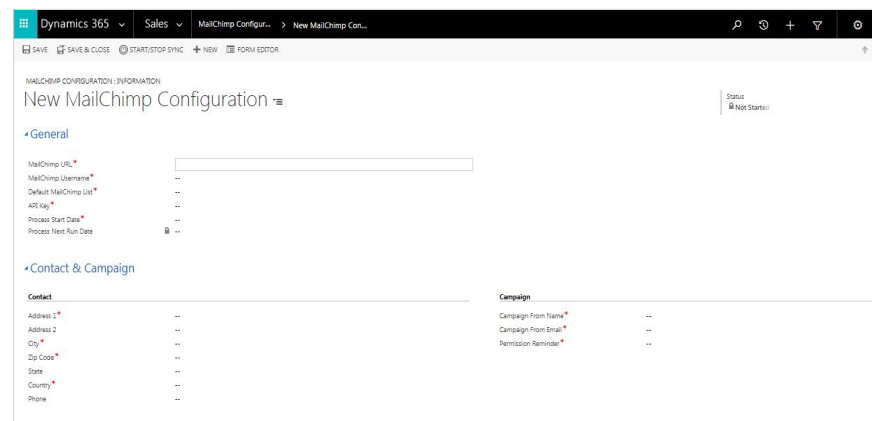 Dynamics 365 Sales MailChimp Configur... > New MailChimp Con...
SAVE SAVE & CLOSE START/STOP SYNC + NEW FORM EDITOR
MAILCHIMP CONFIGURATION : INFORMATION
New MailChimp Configuration
Status
Not Started
General
MailChimp URL*
MailChimp Username* --
Default MailChimp List* --
API Key* --
Process Start Date* --
Process Next Run Date --
Contact & Campaign
Contact
Address 1* --
Address 2 --
City* --
Zip Code* --
State --
Country* --
Phone --
Campaign
Campaign From Name* --
Campaign From Email* --
Permission Reminder* --